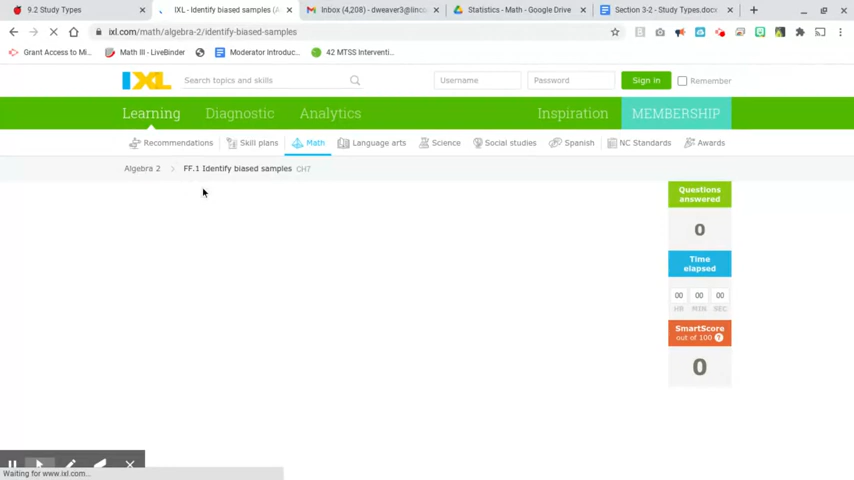 9.2 Study Types
IXL - Identify biased samples (A
Inbox (4,208) - dweaver3@linco
Statistics - Math - Google Drive
Section 3-2 - Study Types.docx
ixl.com/math/algebra-2/identify-biased-samples
Grant Access to Mi...
Math III - LiveBinder
Moderator Introduc...
42 MTSS Interventi...
IXL
Search topics and skills
Username
Password
Sign in
Remember
Learning
Diagnostic
Analytics
Inspiration
MEMBERSHIP
Recommendations
Skill plans
Math
Language arts
Science
Social studies
Spanish
NC Standards
Awards
Algebra 2 > FF.1 Identify biased samples CH7
Questions
answered
0
Time
elapsed
00 00 00
HR MIN SEC
SmartScore
out of 100 ?
0
Waiting for www.ixl.com...